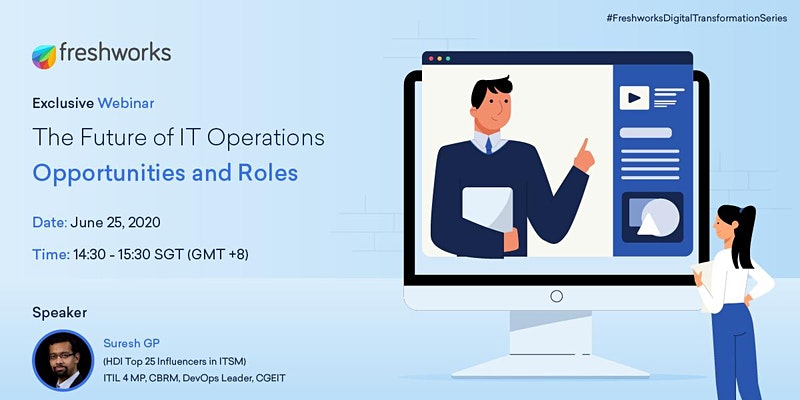 #FreshworksDigitalTransformationSeries
freshworks
Exclusive Webinar
The Future of IT Operations
Opportunities and Roles
Date: June 25, 2020
Time: 14:30 - 15:30 SGT (GMT +8)
Speaker
Suresh GP
(HDI Top 25 Influencers in ITSM)
ITIL 4 MP, CBRM, DevOps Leader, CGEIT